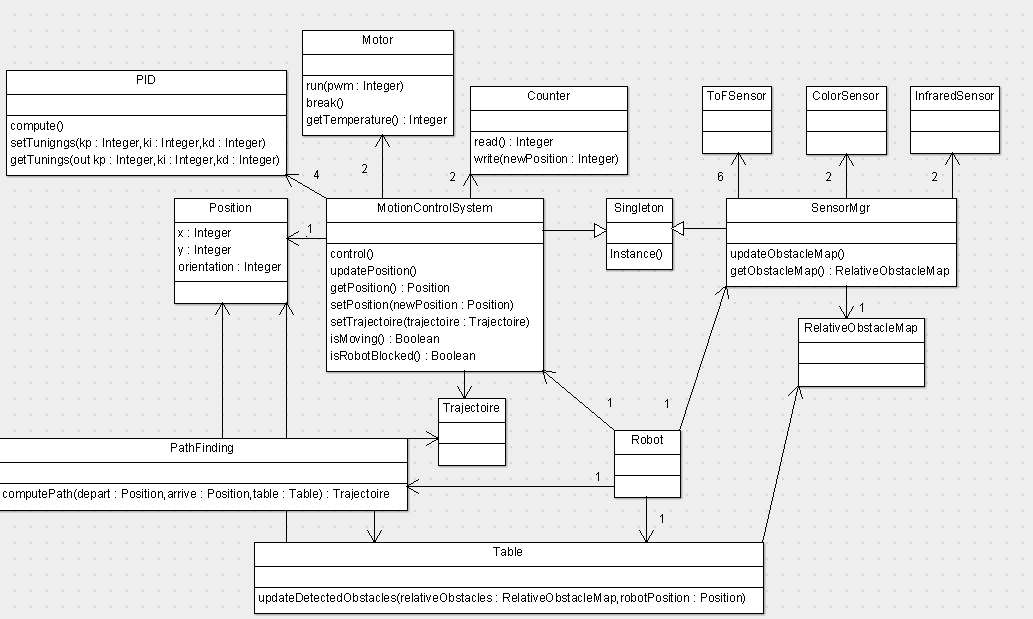 Motor
run(pwm : Integer)
break()
getTemperature() : Integer
PID
compute()
setTunigngs(kp : Integer,ki : Integer,kd : Integer)
getTunings(out kp : Integer,ki : Integer,kd : Integer)
Counter
read() : Integer
write(newPosition : Integer)
ToFSensor
ColorSensor
InfraredSensor
4
2
2
6
2
2
Position
x : Integer
y : Integer
orientation : Integer
1
MotionControlSystem
control()
updatePosition()
getPosition() : Position
setPosition(newPosition : Position)
setTrajectoire(trajectoire : Trajectoire)
isMoving() : Boolean
isRobotBlocked() : Boolean
Singleton
Instance()
SensorMgr
updateObstacleMap()
getObstacleMap() : RelativeObstacleMap
1
RelativeObstacleMap
Trajectoire
1
1
Robot
PathFinding
computePath(depart : Position,arrive : Position,table : Table) : Trajectoire
1
1
Table
updateDetectedObstacles(relativeObstacles : RelativeObstacleMap,robotPosition : Position)